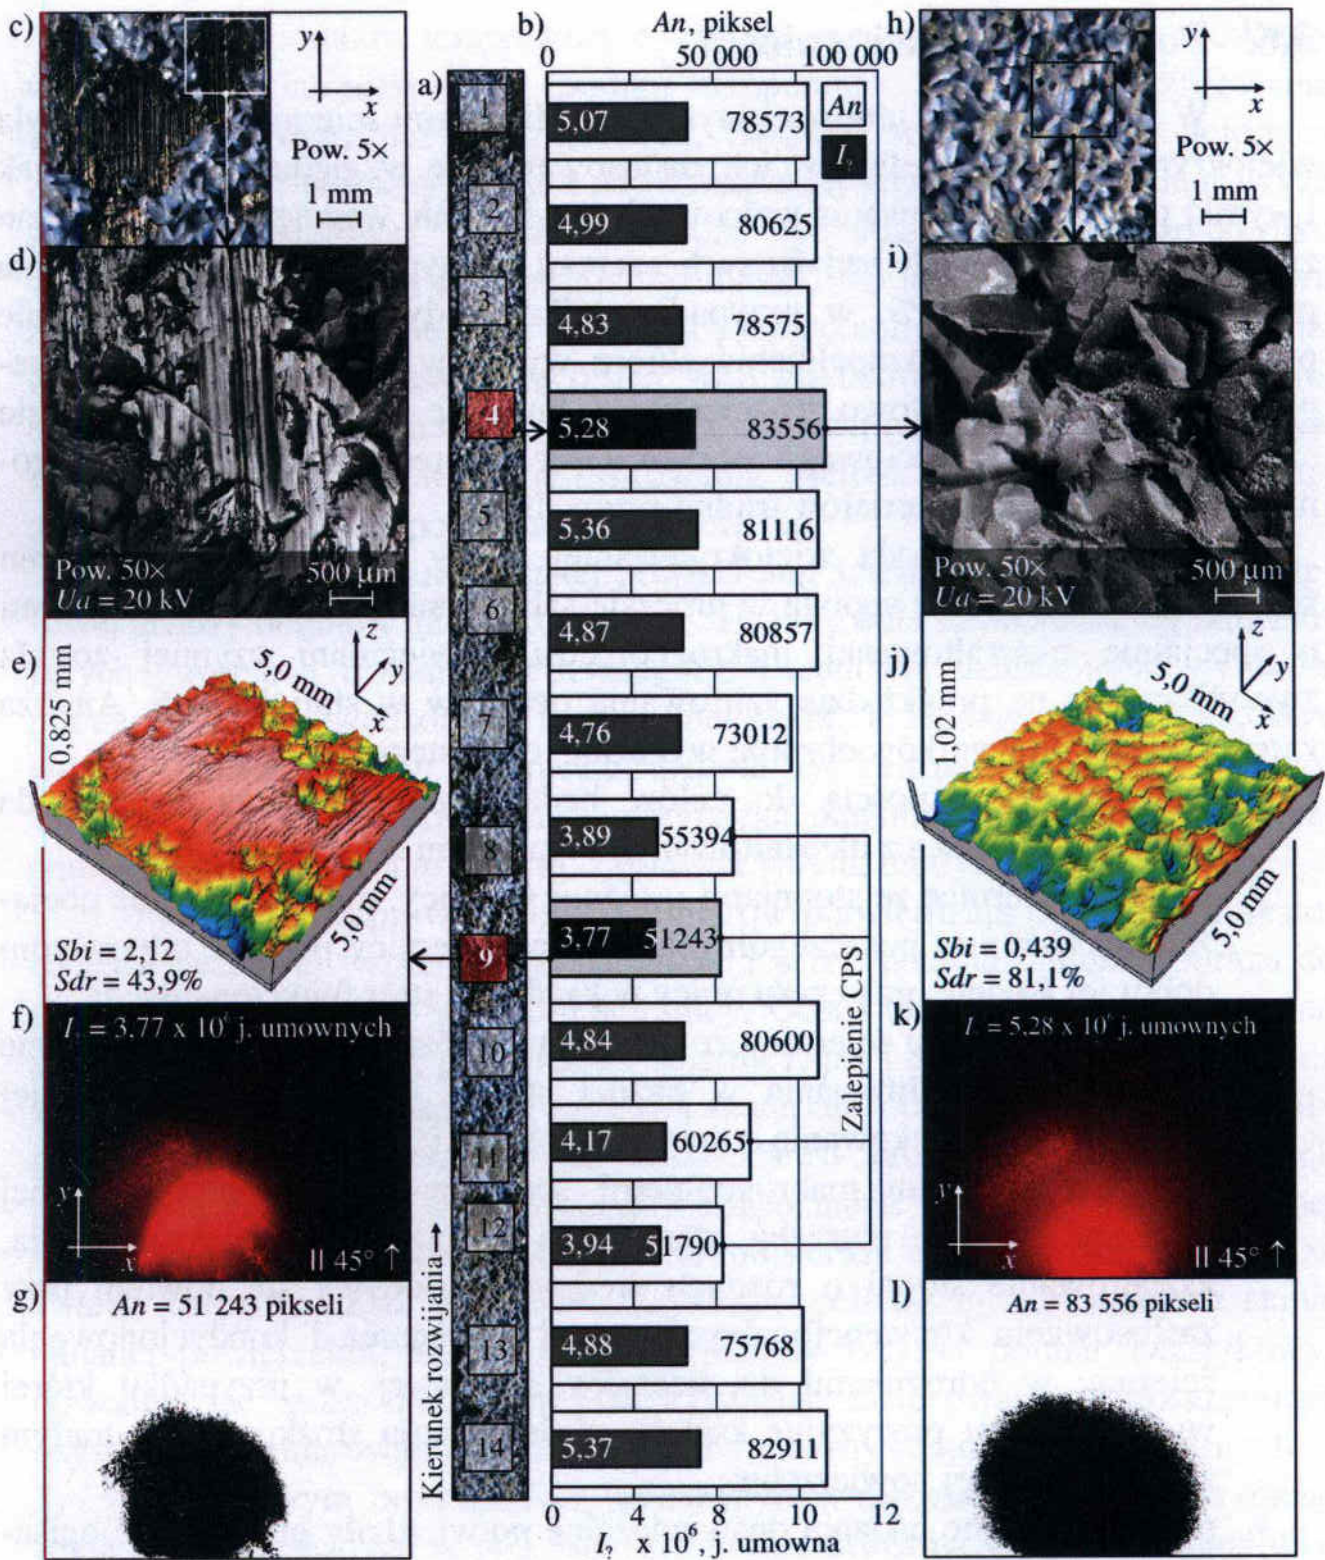 c)
y
x
Pow. 5×
1 mm
d)
Pow. 50×
500 µm
Ua = 20 kV
e)
0,825 mm
5,0 mm
z
y
x
5,0 mm
Sbi = 2,12
Sdr = 43,9%
f)
I = 3,77 x 10⁶ j. umownych
y
x
II 45° ↑
g)
An = 51 243 pikseli
a)
1
2
3
4
5
6
7
8
9
10
11
12
13
14
Kierunek rozwijania →
b)
An, piksel
0
50 000
100 000
An
I?
5,07 78573
4,99 80625
4,83 78575
5,28 83556
5,36 81116
4,87 80857
4,76 73012
3,89 55394
3,77 51243
4,84 80600
4,17 60265
3,94 51790
4,88 75768
5,37 82911
Zalepienie CPS
0 4 6 8 10 12
I? x 10⁶, j. umowna
h)
y
x
Pow. 5×
1 mm
i)
Pow. 50×
500 µm
Ua = 20 kV
j)
1.02 mm
5,0 mm
z
y
x
5,0 mm
Sbi = 0,439
Sdr = 81,1%
k)
I = 5.28 x 10⁶ j. umownych
y
x
II 45° ↑
l)
An = 83 556 pikseli